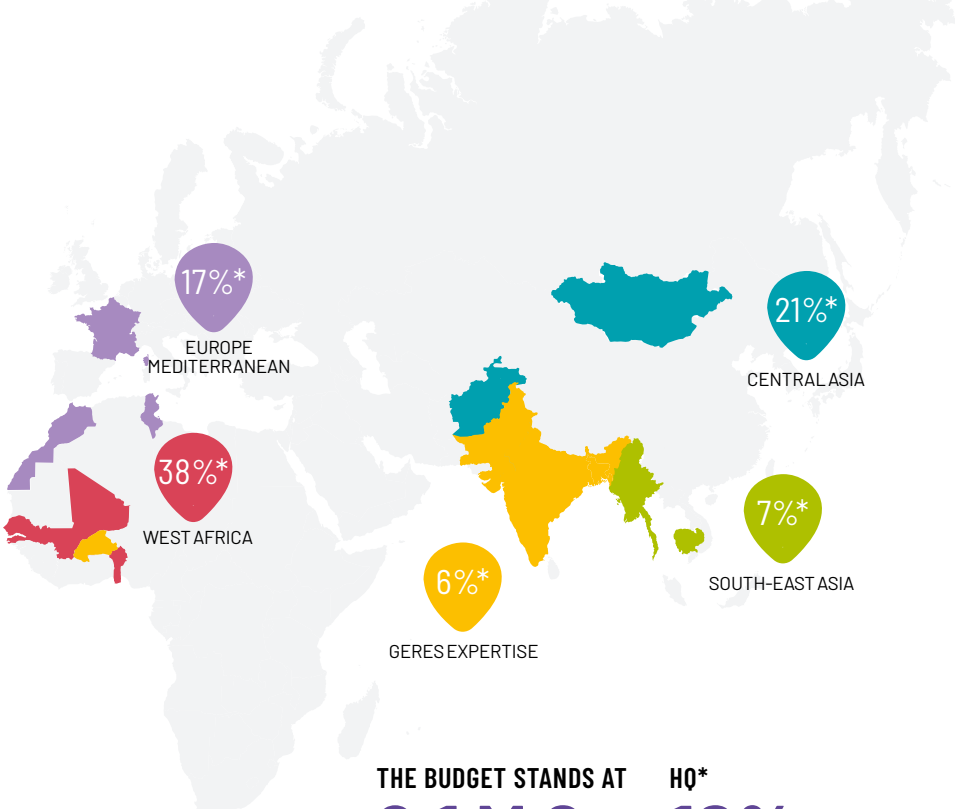 17%*
EUROPE
MEDITERRANEAN
21%*
CENTRAL ASIA
38%*
WEST AFRICA
7%*
SOUTH-EAST ASIA
6%*
GERES EXPERTISE
THE BUDGET STANDS AT
HQ*